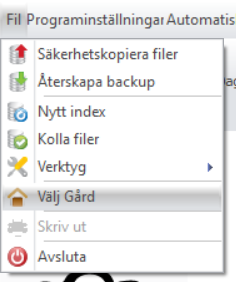 Fil Programinställningar Automatis
Säkerhetskopiera filer
Återskapa backup
Nytt index
Kolla filer
Verktyg
Välj Gård
Skriv ut
Avsluta